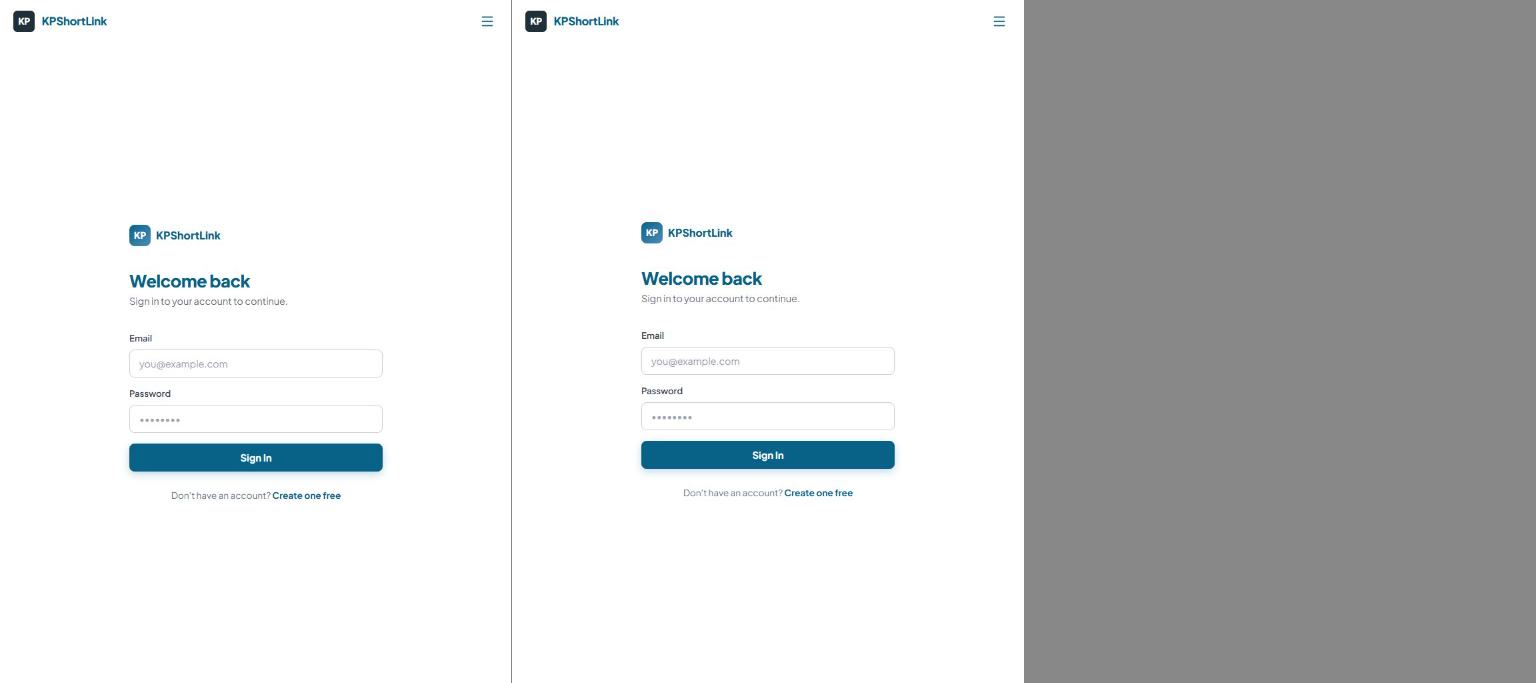 KP KPShortLink
KP KPShortLink
Welcome back
Sign in to your account to continue.
Email
you@example.com
Password
••••••••
Sign In
Don't have an account? Create one free
KP KPShortLink
KP KPShortLink
Welcome back
Sign in to your account to continue.
Email
you@example.com
Password
••••••••
Sign In
Don't have an account? Create one free